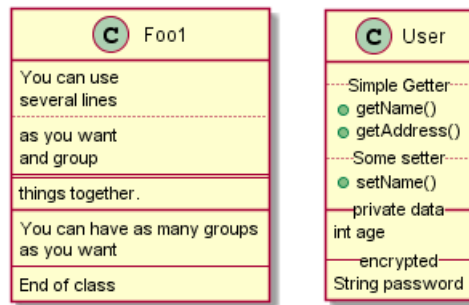 C Foo1
You can use
several lines
as you want
and group
things together.
You can have as many groups
as you want
End of class
C User
Simple Getter
getName()
getAddress()
Some setter
setName()
private data
int age
encrypted
String password